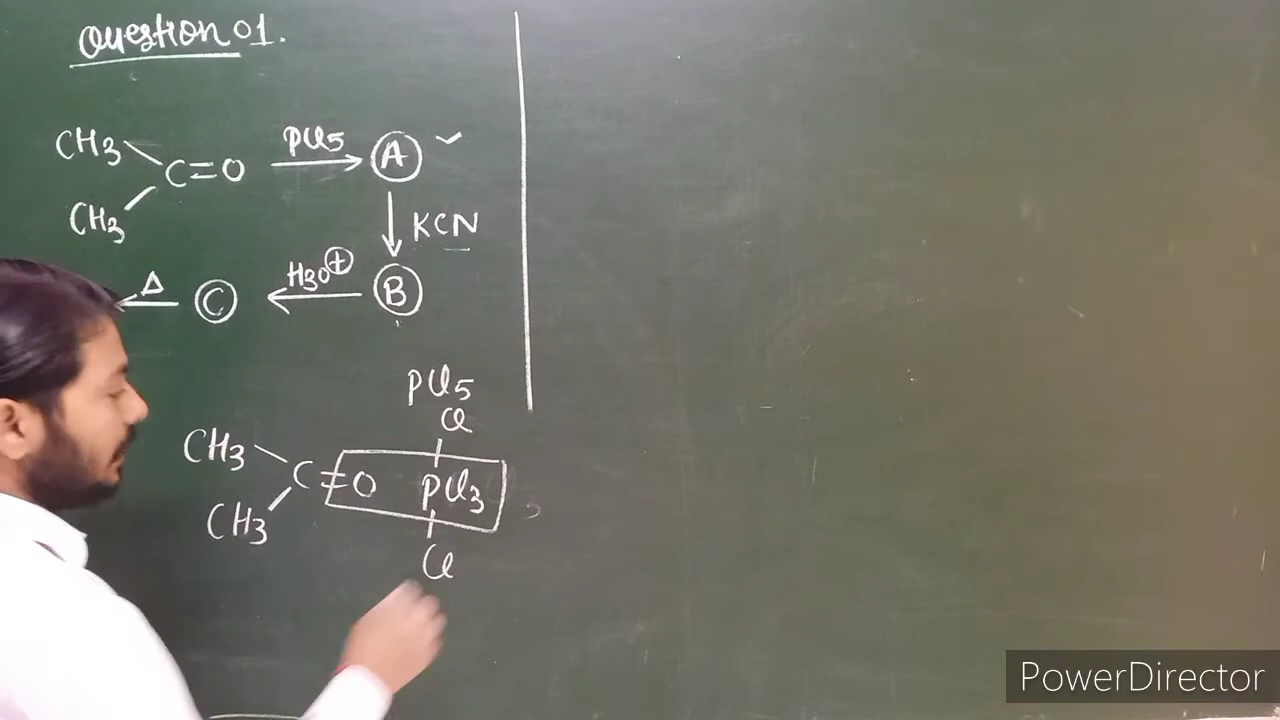 Question 01.
CH3
C=O
CH3
PCl5
A
KCN
B
H3O+
C
Δ
PCl5
Cl
CH3
C=O
PCl3
CH3
Cl
PowerDirector